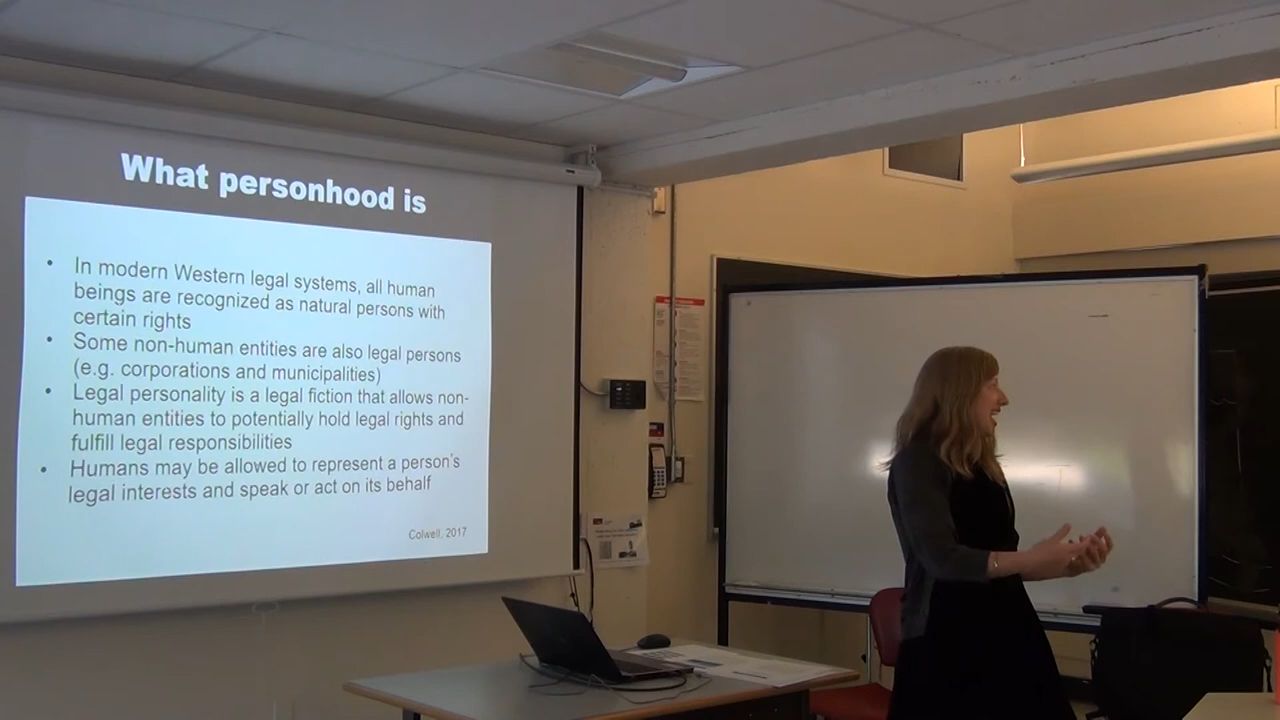 What personhood is
• In modern Western legal systems, all human
beings are recognized as natural persons with
certain rights
• Some non-human entities are also legal persons
(e.g. corporations and municipalities)
• Legal personality is a legal fiction that allows non-
human entities to potentially hold legal rights and
fulfill legal responsibilities
• Humans may be allowed to represent a person's
legal interests and speak or act on its behalf
Colwell, 2017